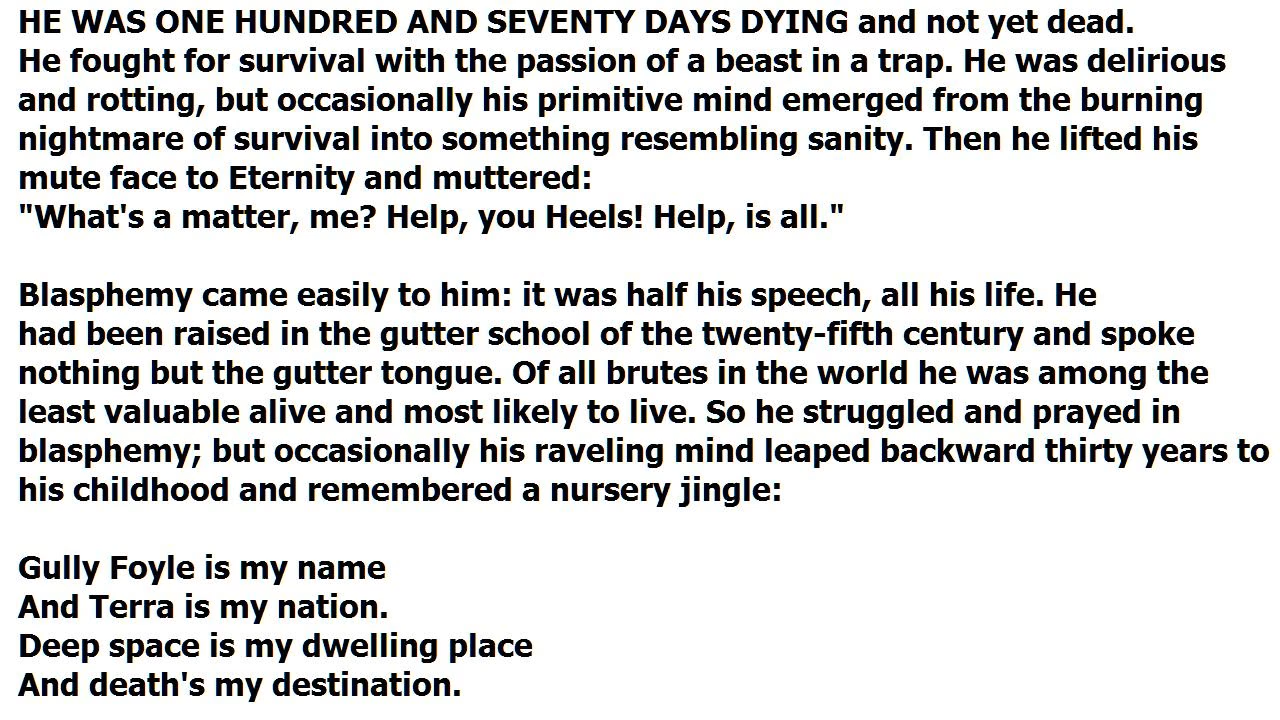 HE WAS ONE HUNDRED AND SEVENTY DAYS DYING and not yet dead.
He fought for survival with the passion of a beast in a trap. He was delirious
and rotting, but occasionally his primitive mind emerged from the burning
nightmare of survival into something resembling sanity. Then he lifted his
mute face to Eternity and muttered:
"What's a matter, me? Help, you Heels! Help, is all."

Blasphemy came easily to him: it was half his speech, all his life. He
had been raised in the gutter school of the twenty-fifth century and spoke
nothing but the gutter tongue. Of all brutes in the world he was among the
least valuable alive and most likely to live. So he struggled and prayed in
blasphemy; but occasionally his raveling mind leaped backward thirty years to
his childhood and remembered a nursery jingle:

Gully Foyle is my name
And Terra is my nation.
Deep space is my dwelling place
And death's my destination.